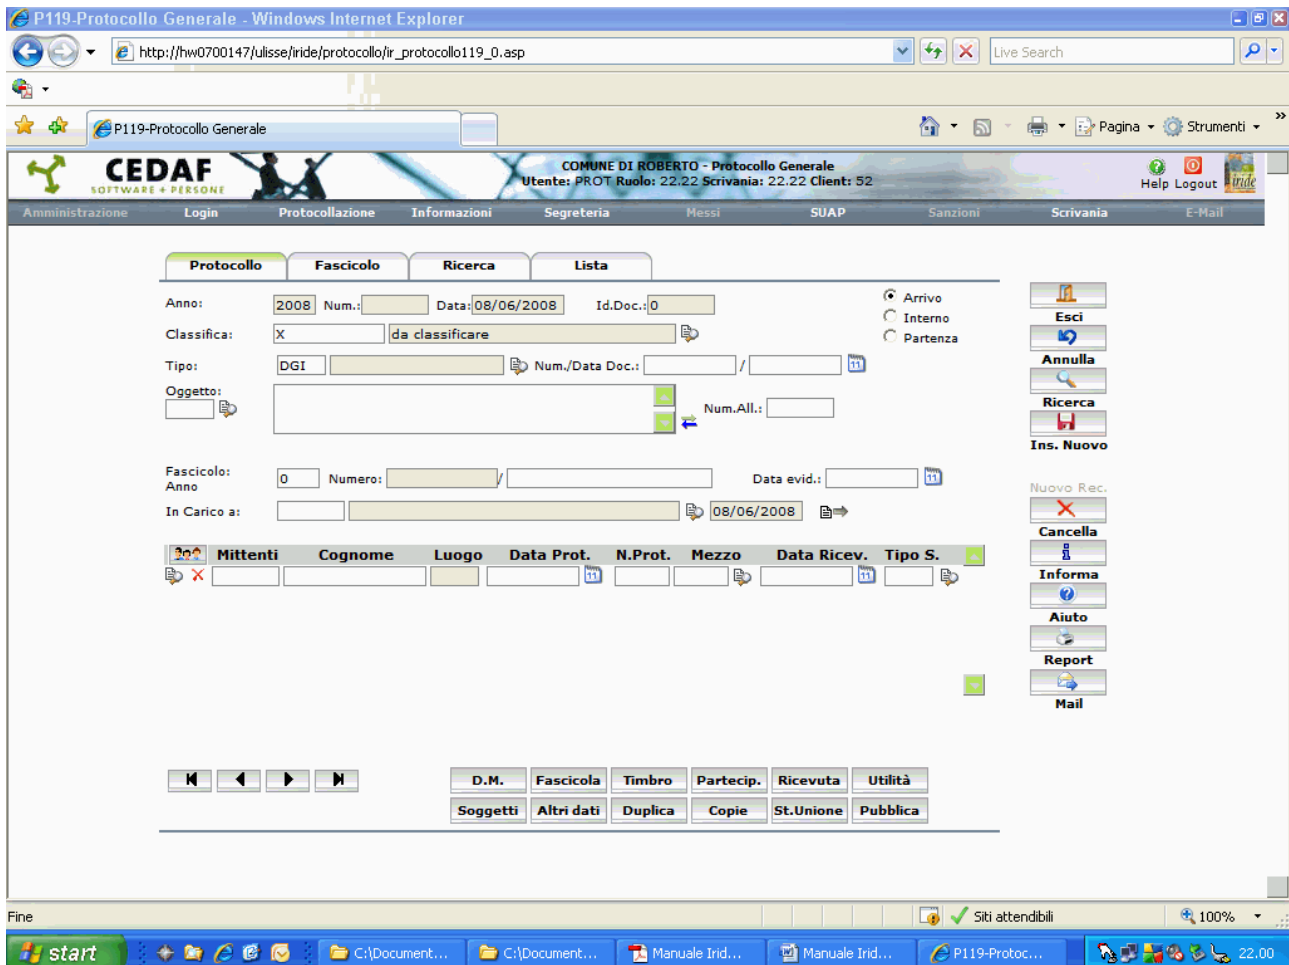 P119-Protocollo Generale - Windows Internet Explorer
http://hw0700147/ulisse/iride/protocollo/ir_protocollo119_0.asp
Live Search
P119-Protocollo Generale
Pagina
Strumenti
CEDAF
SOFTWARE + PERSONE
COMUNE DI ROBERTO - Protocollo Generale
Utente: PROT Ruolo: 22.22 Scrivania: 22.22 Client: 52
Help Logout
iride
Amministrazione Login Protocollazione Informazioni Segreteria Messi SUAP Sanzioni Scrivania E-Mail
Protocollo Fascicolo Ricerca Lista
Anno: 2008 Num.: Data: 08/06/2008 Id.Doc.: 0
Arrivo
Interno
Partenza
Classifica: X da classificare
Tipo: DGI Num./Data Doc.: / 11
Oggetto:
Num.All.:
Fascicolo:
Anno 0 Numero: / Data evid.: 11
In Carico a: 08/06/2008
Mittenti Cognome Luogo Data Prot. N.Prot. Mezzo Data Ricev. Tipo S.
11 11
Esci
Annulla
Ricerca
Ins. Nuovo
Nuovo Rec.
Cancella
Informa
Aiuto
Report
Mail
D.M. Fascicola Timbro Partecip. Ricevuta Utilità
Soggetti Altri dati Duplica Copie St.Unione Pubblica
Fine
Siti attendibili
100%
start
C:\Document...
C:\Document...
Manuale Irid...
Manuale Irid...
P119-Protoc...
22.00